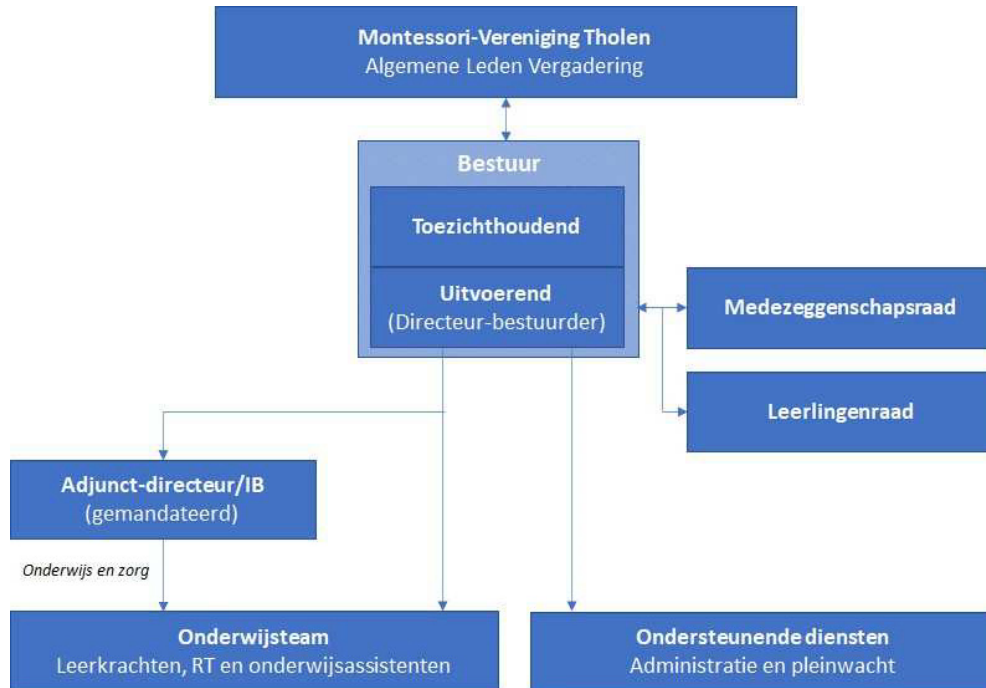 Montessori-Vereniging Tholen
Algemene Leden Vergadering
Bestuur
Toezichthoudend
Uitvoerend
(Directeur-bestuurder)
Medezeggenschapsraad
Leerlingenraad
Adjunct-directeur/IB
(gemandateerd)
Onderwijs en zorg
Onderwijsteam
Leerkrachten, RT en onderwijsassistenten
Ondersteunende diensten
Administratie en pleinwacht